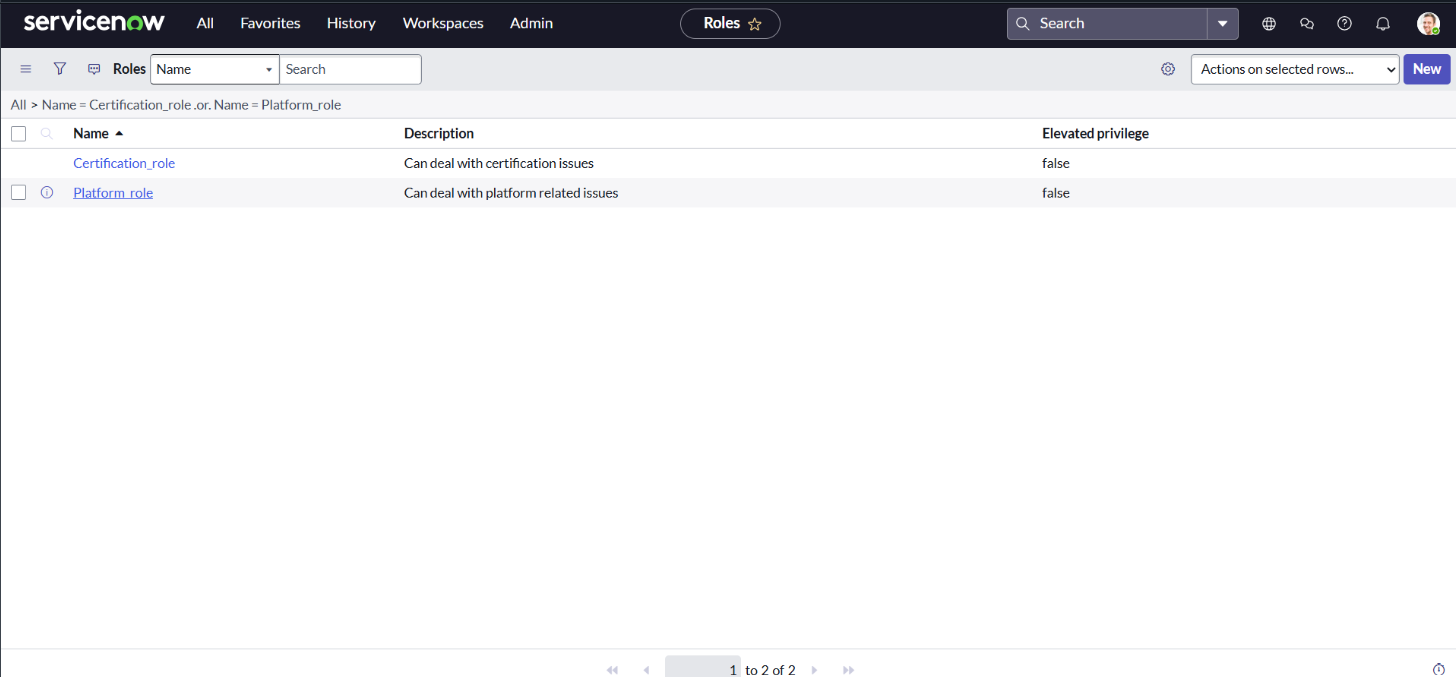 servicenow All Favorites History Workspaces Admin Roles Search
Roles Name Search Actions on selected rows... New
All > Name = Certification_role .or. Name = Platform_role
Name Description Elevated privilege
Certification_role Can deal with certification issues false
Platform_role Can deal with platform related issues false
1 to 2 of 2